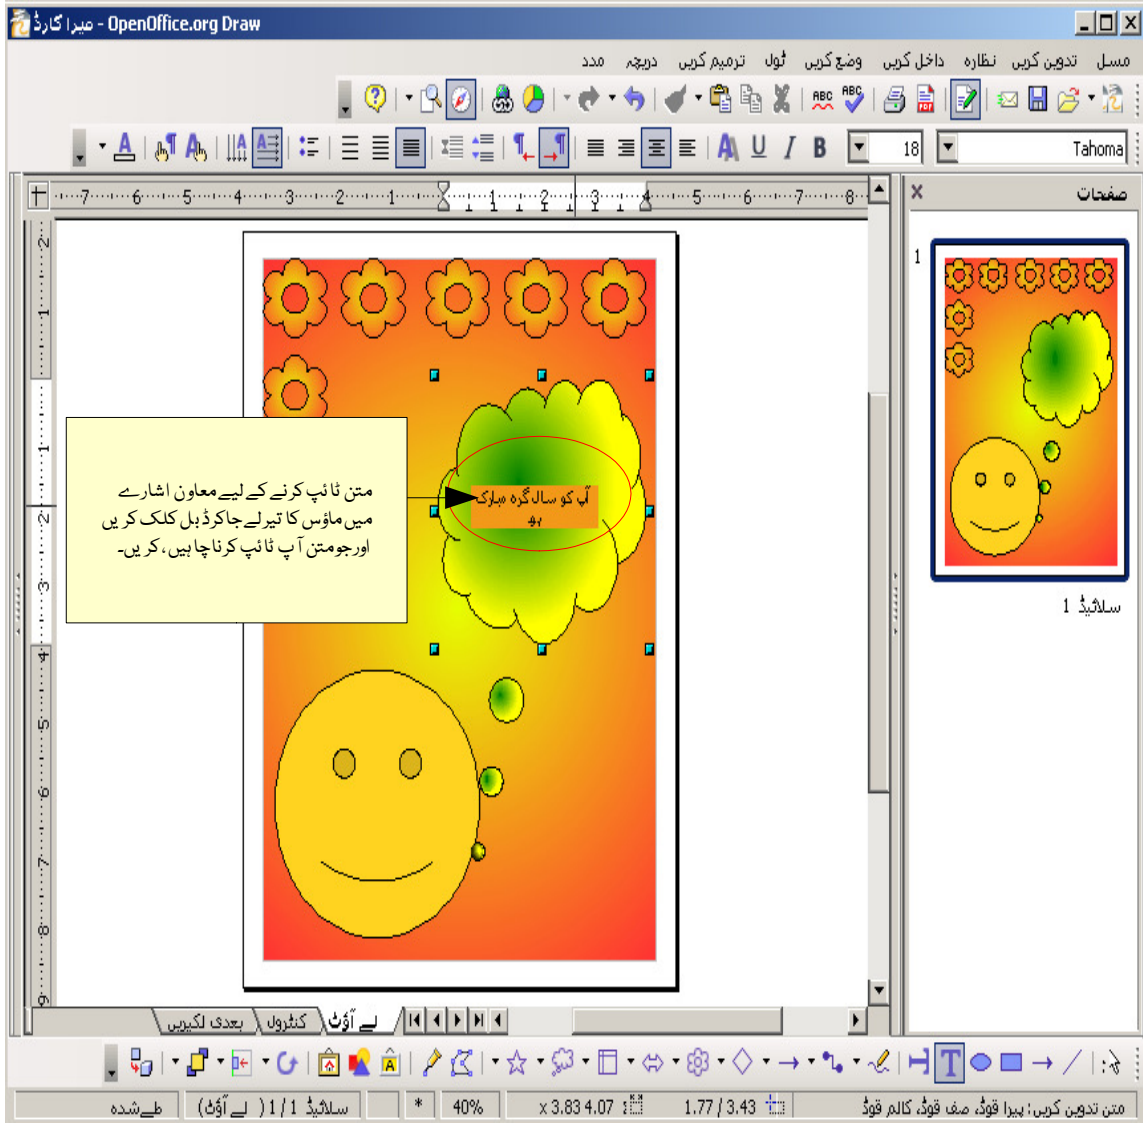 میرا کارڈ - OpenOffice.org Draw
مسل تدوین کریں نظارہ داخل کریں وضع کریں ٹول ترمیم کریں دریچہ مدد
Tahoma 18
صفحات
1
سلائیڈ 1
آپ کو سال گرہ مبارک
ہو
متن ٹائپ کرنے کے لیے معاون اشارے
میں ماؤس کا تیر لے جا کر ڈبل کلک کریں
اور جو متن آپ ٹائپ کرنا چاہیں، کریں۔
لے آؤٹ کنٹرول بعدی لکیریں
متن تدوین کریں: پیرا قوڈ، صف قوڈ، کالم قوڈ 1.77 / 3.43 x 3.83 4.07 40% * سلائیڈ 1 / 1 ( لے آؤٹ) طے شدہ